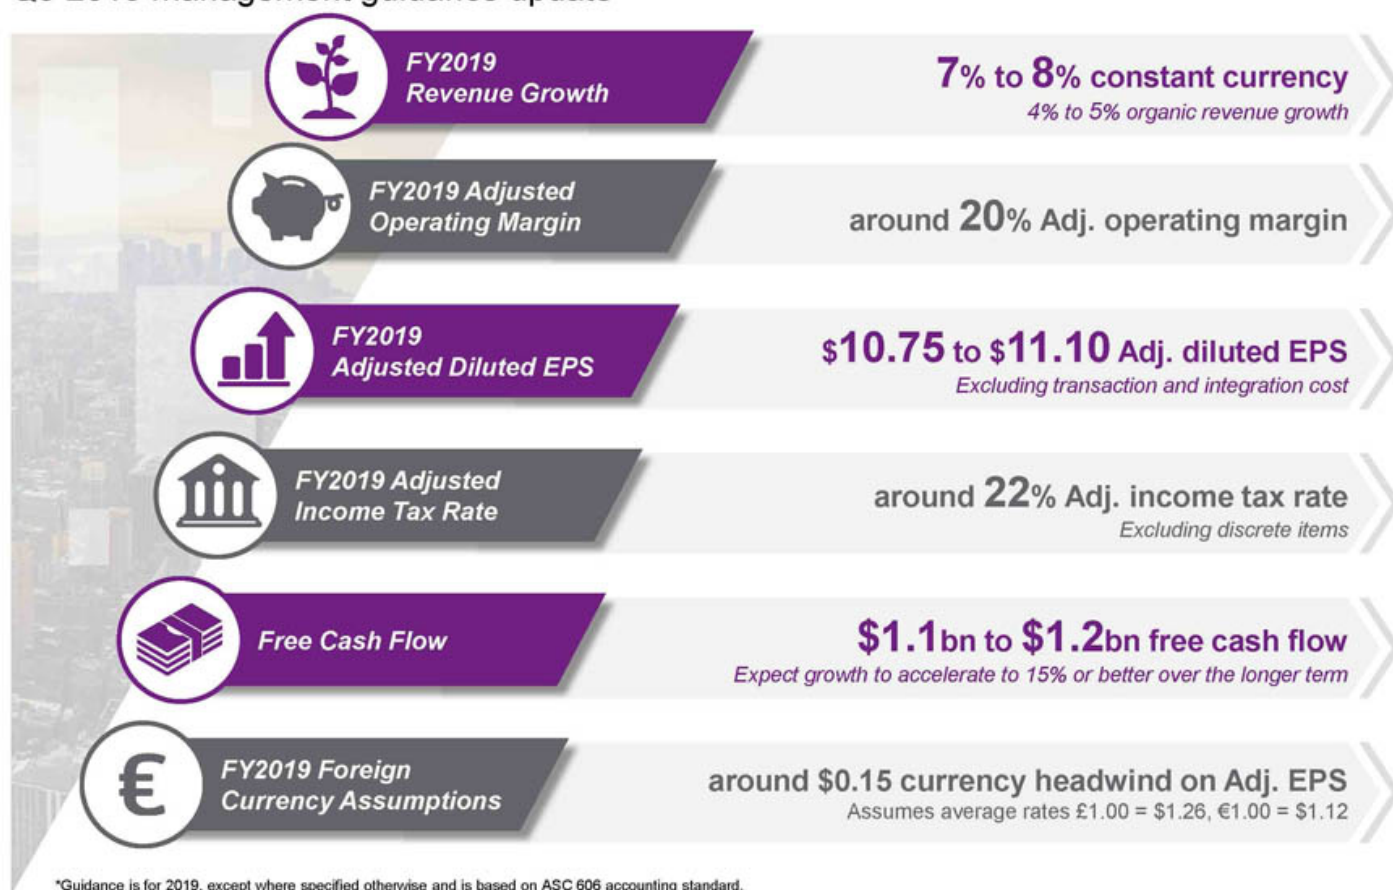 FY2019
Revenue Growth
7% to 8% constant currency
4% to 5% organic revenue growth
FY2019 Adjusted
Operating Margin
around 20% Adj. operating margin
FY2019
Adjusted Diluted EPS
$10.75 to $11.10 Adj. diluted EPS
Excluding transaction and integration cost
FY2019 Adjusted
Income Tax Rate
around 22% Adj. income tax rate
Excluding discrete items
Free Cash Flow
$1.1bn to $1.2bn free cash flow
Expect growth to accelerate to 15% or better over the longer term
€
FY2019 Foreign
Currency Assumptions
around $0.15 currency headwind on Adj. EPS
Assumes average rates £1.00 = $1.26, €1.00 = $1.12
*Guidance is for 2019, except where specified otherwise and is based on ASC 606 accounting standard.